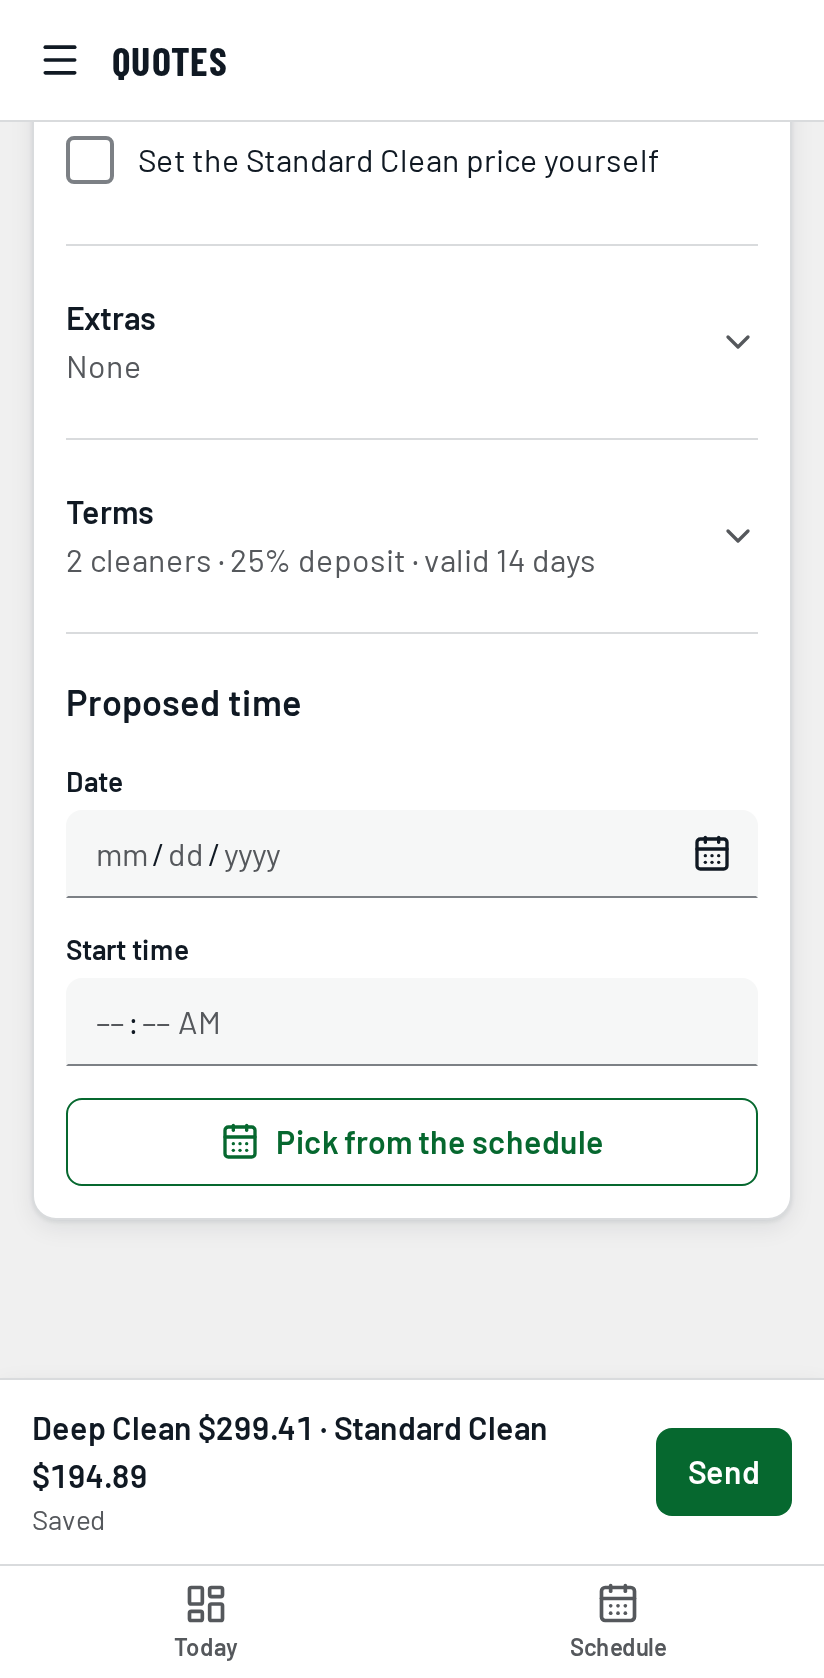 QUOTES
Set the Standard Clean price yourself
Extras
None
Terms
2 cleaners · 25% deposit · valid 14 days
Proposed time
Date
mm/dd/yyyy
Start time
--:-- AM
Pick from the schedule
Deep Clean $299.41 · Standard Clean
$194.89
Saved
Send
Today
Schedule